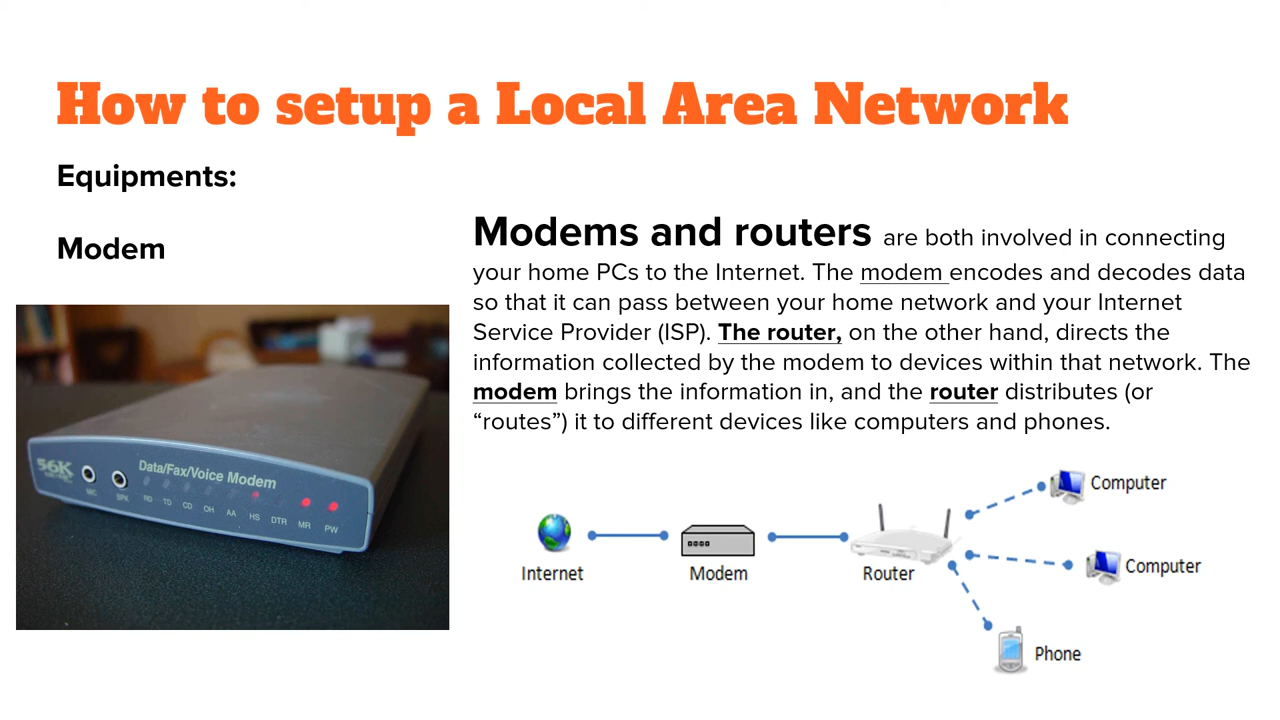 How to setup a Local Area Network
Equipments:
Modem
Modems and routers are both involved in connecting
your home PCs to the Internet. The modem encodes and decodes data
so that it can pass between your home network and your Internet
Service Provider (ISP). The router, on the other hand, directs the
information collected by the modem to devices within that network. The
modem brings the information in, and the router distributes (or
“routes”) it to different devices like computers and phones.
56K
Data/Fax/Voice Modem
MIC SPK RD TD CD OH AA HS DTR MR PW
Internet
Modem
Router
Computer
Computer
Phone